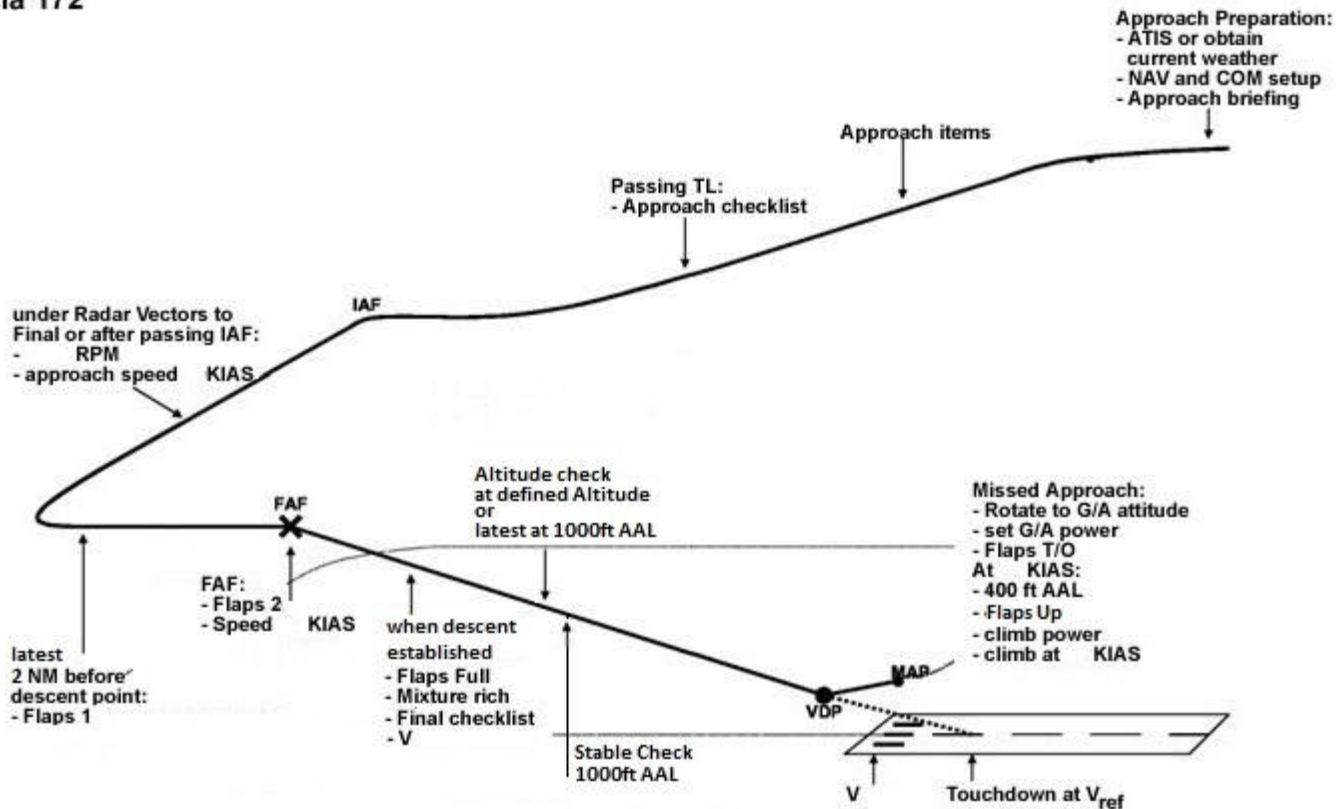 172
Approach Preparation:
- ATIS or obtain
current weather
- NAV and COM setup
- Approach briefing
Approach items
Passing TL:
- Approach checklist
IAF
under Radar Vectors to
Final or after passing IAF:
- RPM
- approach speed KIAS
FAF
Altitude check
at defined Altitude
or
latest at 1000ft AAL
Missed Approach:
- Rotate to G/A attitude
- set G/A power
- Flaps T/O
At KIAS:
- 400 ft AAL
- Flaps Up
- climb power
- climb at KIAS
FAF:
- Flaps 2
- Speed KIAS
when descent
established
- Flaps Full
- Mixture rich
- Final checklist
- V
latest
2 NM before
descent point:
- Flaps 1
MAP
VDP
Stable Check
1000ft AAL
V
Touchdown at Vref